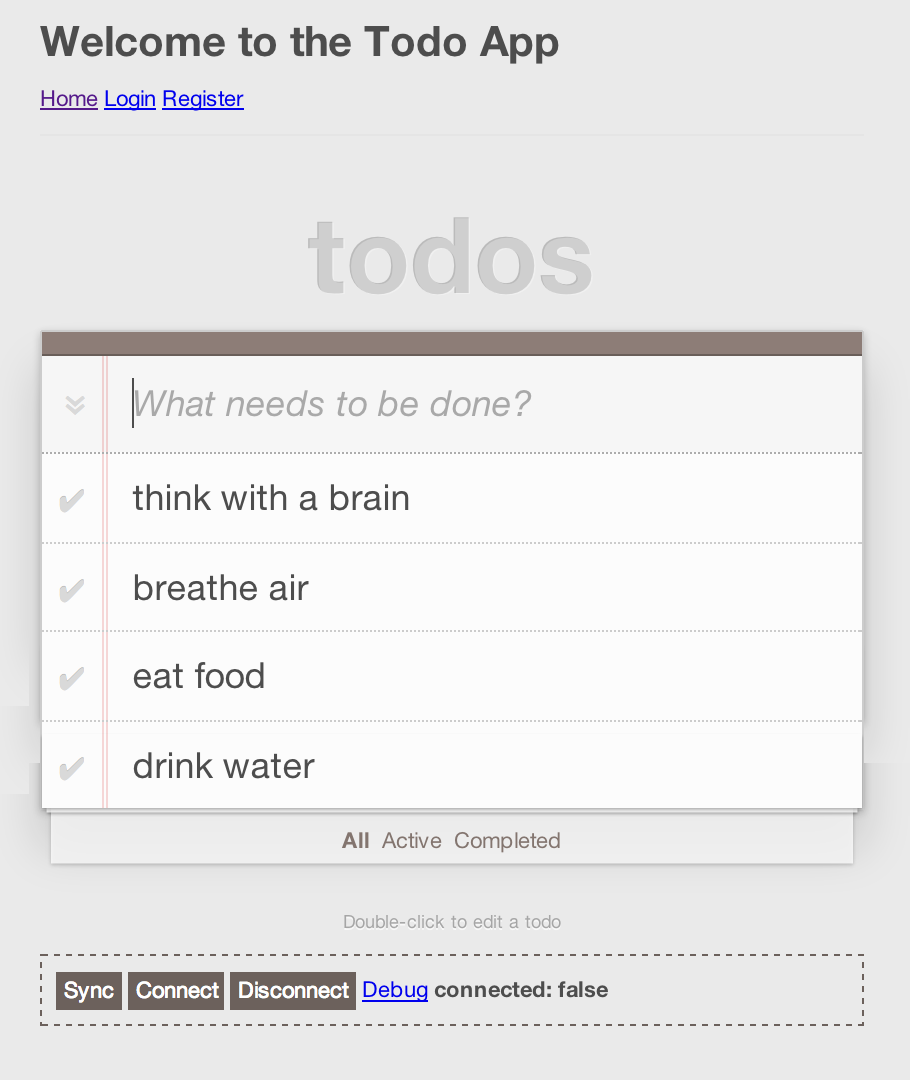 Welcome to the Todo App
Home Login Register
todos
What needs to be done?
think with a brain
breathe air
eat food
drink water
All Active Completed
Double-click to edit a todo
Sync Connect Disconnect Debug connected: false